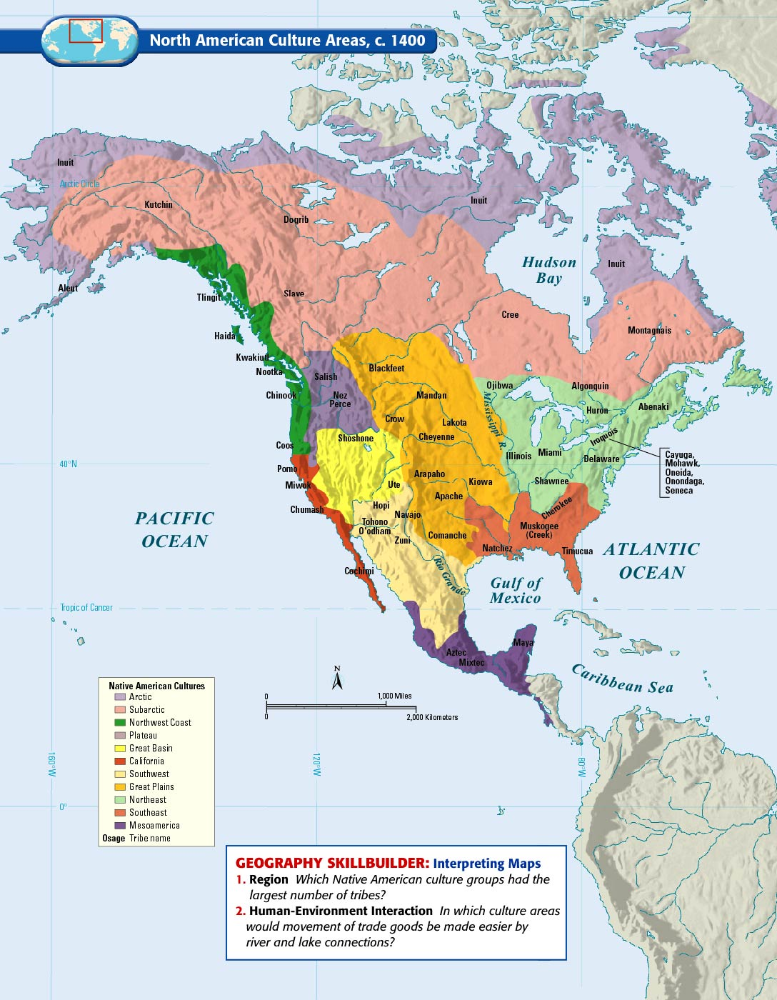 North American Culture Areas, c. 1400
Inuit
Arctic Circle
Kutchin
Dogrib
Inuit
Hudson
Bay
Inuit
Aleut
Tlingit
Slave
Cree
Montagnais
Haida
Kwakiutl
Nootka
Salish
Blackfeet
Ojibwa
Algonquin
Chinook
Nez
Perce
Mandan
Mississippi R.
Huron
Abenaki
Crow
Lakota
Cheyenne
Shoshone
Iroquois
Coos
Illinois
Miami
Delaware
Cayuga,
Mohawk,
Oneida,
Onondaga,
Seneca
40°N
Pomo
Miwok
Ute
Arapaho
Kiowa
Shawnee
Apache
Chumash
Hopi
Navajo
Cherokee
Tohono
O'odham
Zuni
Comanche
Muskogee
(Creek)
Natchez
Timucua
PACIFIC
OCEAN
ATLANTIC
OCEAN
Cochimi
Rio Grande
Gulf of
Mexico
Tropic of Cancer
Maya
Aztec
Mixtec
Caribbean Sea
N
0
1,000 Miles
0
2,000 Kilometers
Native American Cultures
Arctic
Subarctic
Northwest Coast
Plateau
Great Basin
California
Southwest
Great Plains
Northeast
Southeast
Mesoamerica
Osage Tribe name
160°W
120°W
80°W
0°
GEOGRAPHY SKILLBUILDER: Interpreting Maps
1. Region Which Native American culture groups had the
largest number of tribes?
2. Human-Environment Interaction In which culture areas
would movement of trade goods be made easier by
river and lake connections?